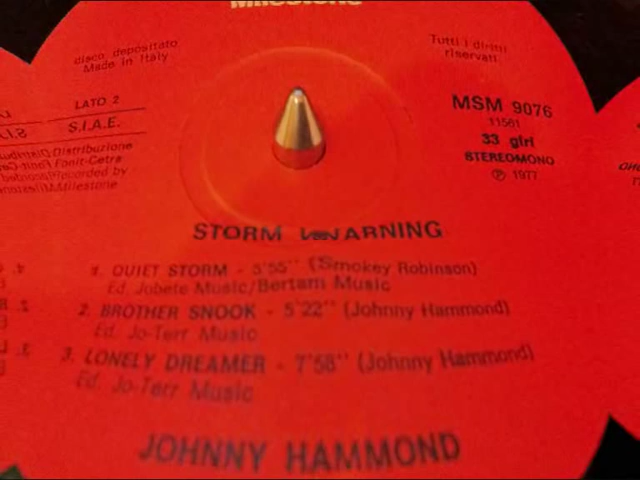 Milestone
disco depositato
Made in Italy
Tutti i diritti
riservati
LATO 2
S.I.A.E.
MSM 9076
11561
33 giri
STEREOMONO
Ⓟ 1977
Distribuzione
Fonit-Cetra
Recorded by
Milestone
STORM WARNING
1. QUIET STORM - 5'55'' (Smokey Robinson)
Ed. Jobete Music/Bertam Music
2. BROTHER SNOOK - 5'22'' (Johnny Hammond)
Ed. Jo-Terr Music
3. LONELY DREAMER - 7'58'' (Johnny Hammond)
Ed. Jo-Terr Music
JOHNNY HAMMOND